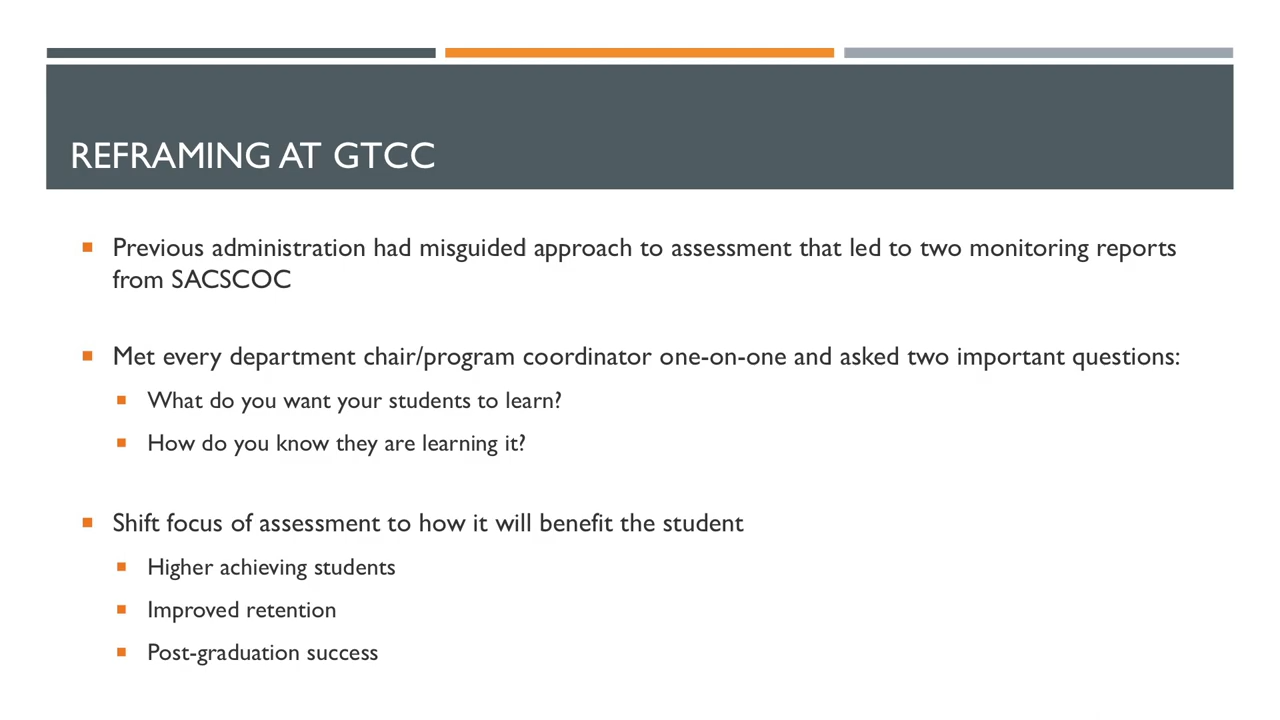 REFRAMING AT GTCC
Previous administration had misguided approach to assessment that led to two monitoring reports
from SACSCOC
Met every department chair/program coordinator one-on-one and asked two important questions:
What do you want your students to learn?
How do you know they are learning it?
Shift focus of assessment to how it will benefit the student
Higher achieving students
Improved retention
Post-graduation success